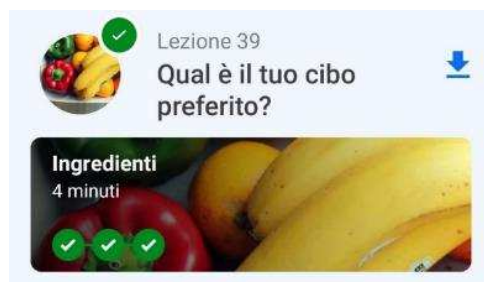 Lezione 39
Qual è il tuo cibo
preferito?
Ingredienti
4 minuti